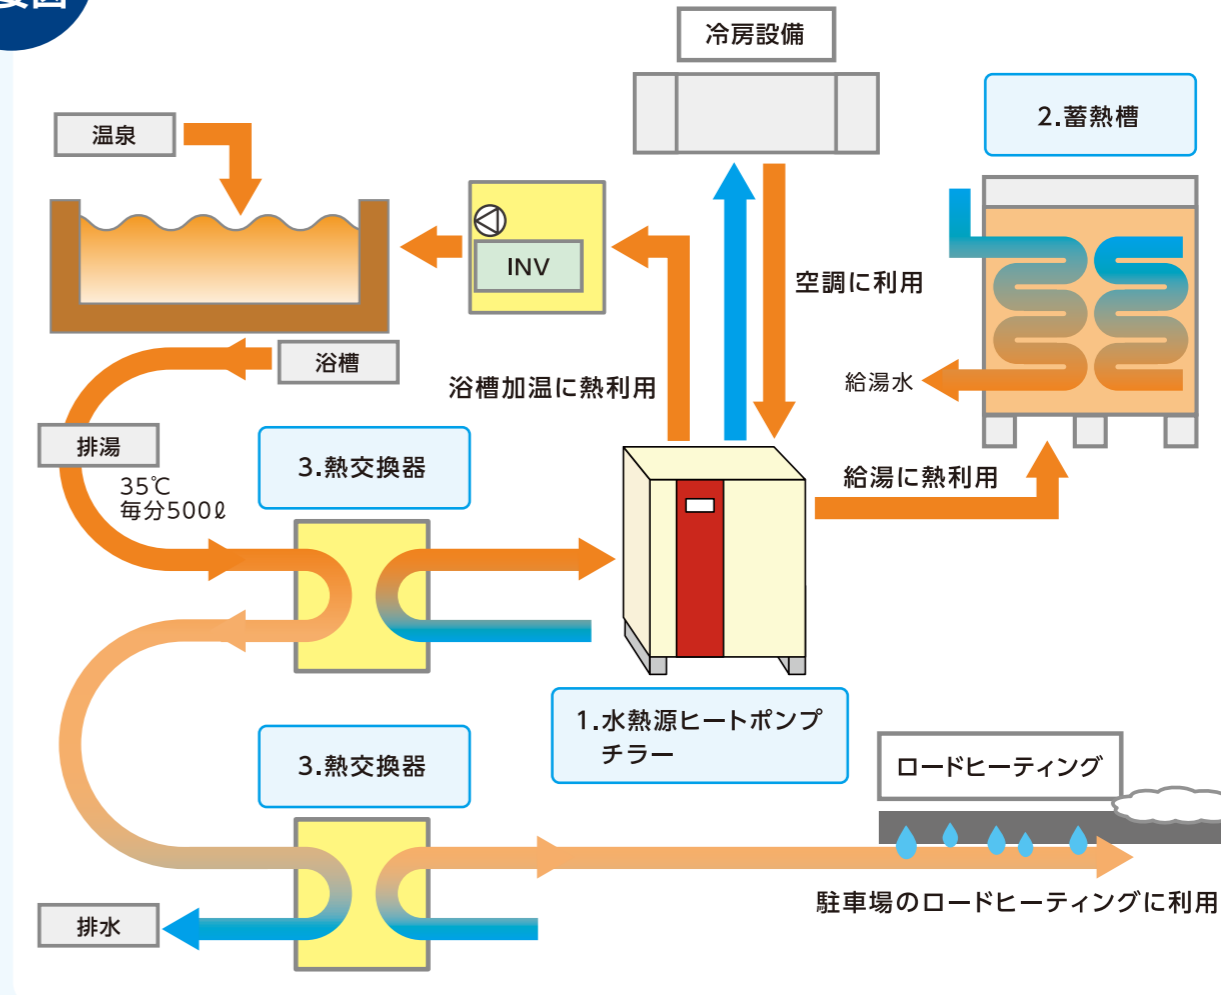 要図
冷房設備
温泉
2.蓄熱槽
INV
空調に利用
浴槽
給湯水
浴槽加温に熱利用
排湯
35℃
毎分500ℓ
3.熱交換器
給湯に熱利用
1.水熱源ヒートポンプ
チラー
3.熱交換器
ロードヒーティング
駐車場のロードヒーティングに利用
排水